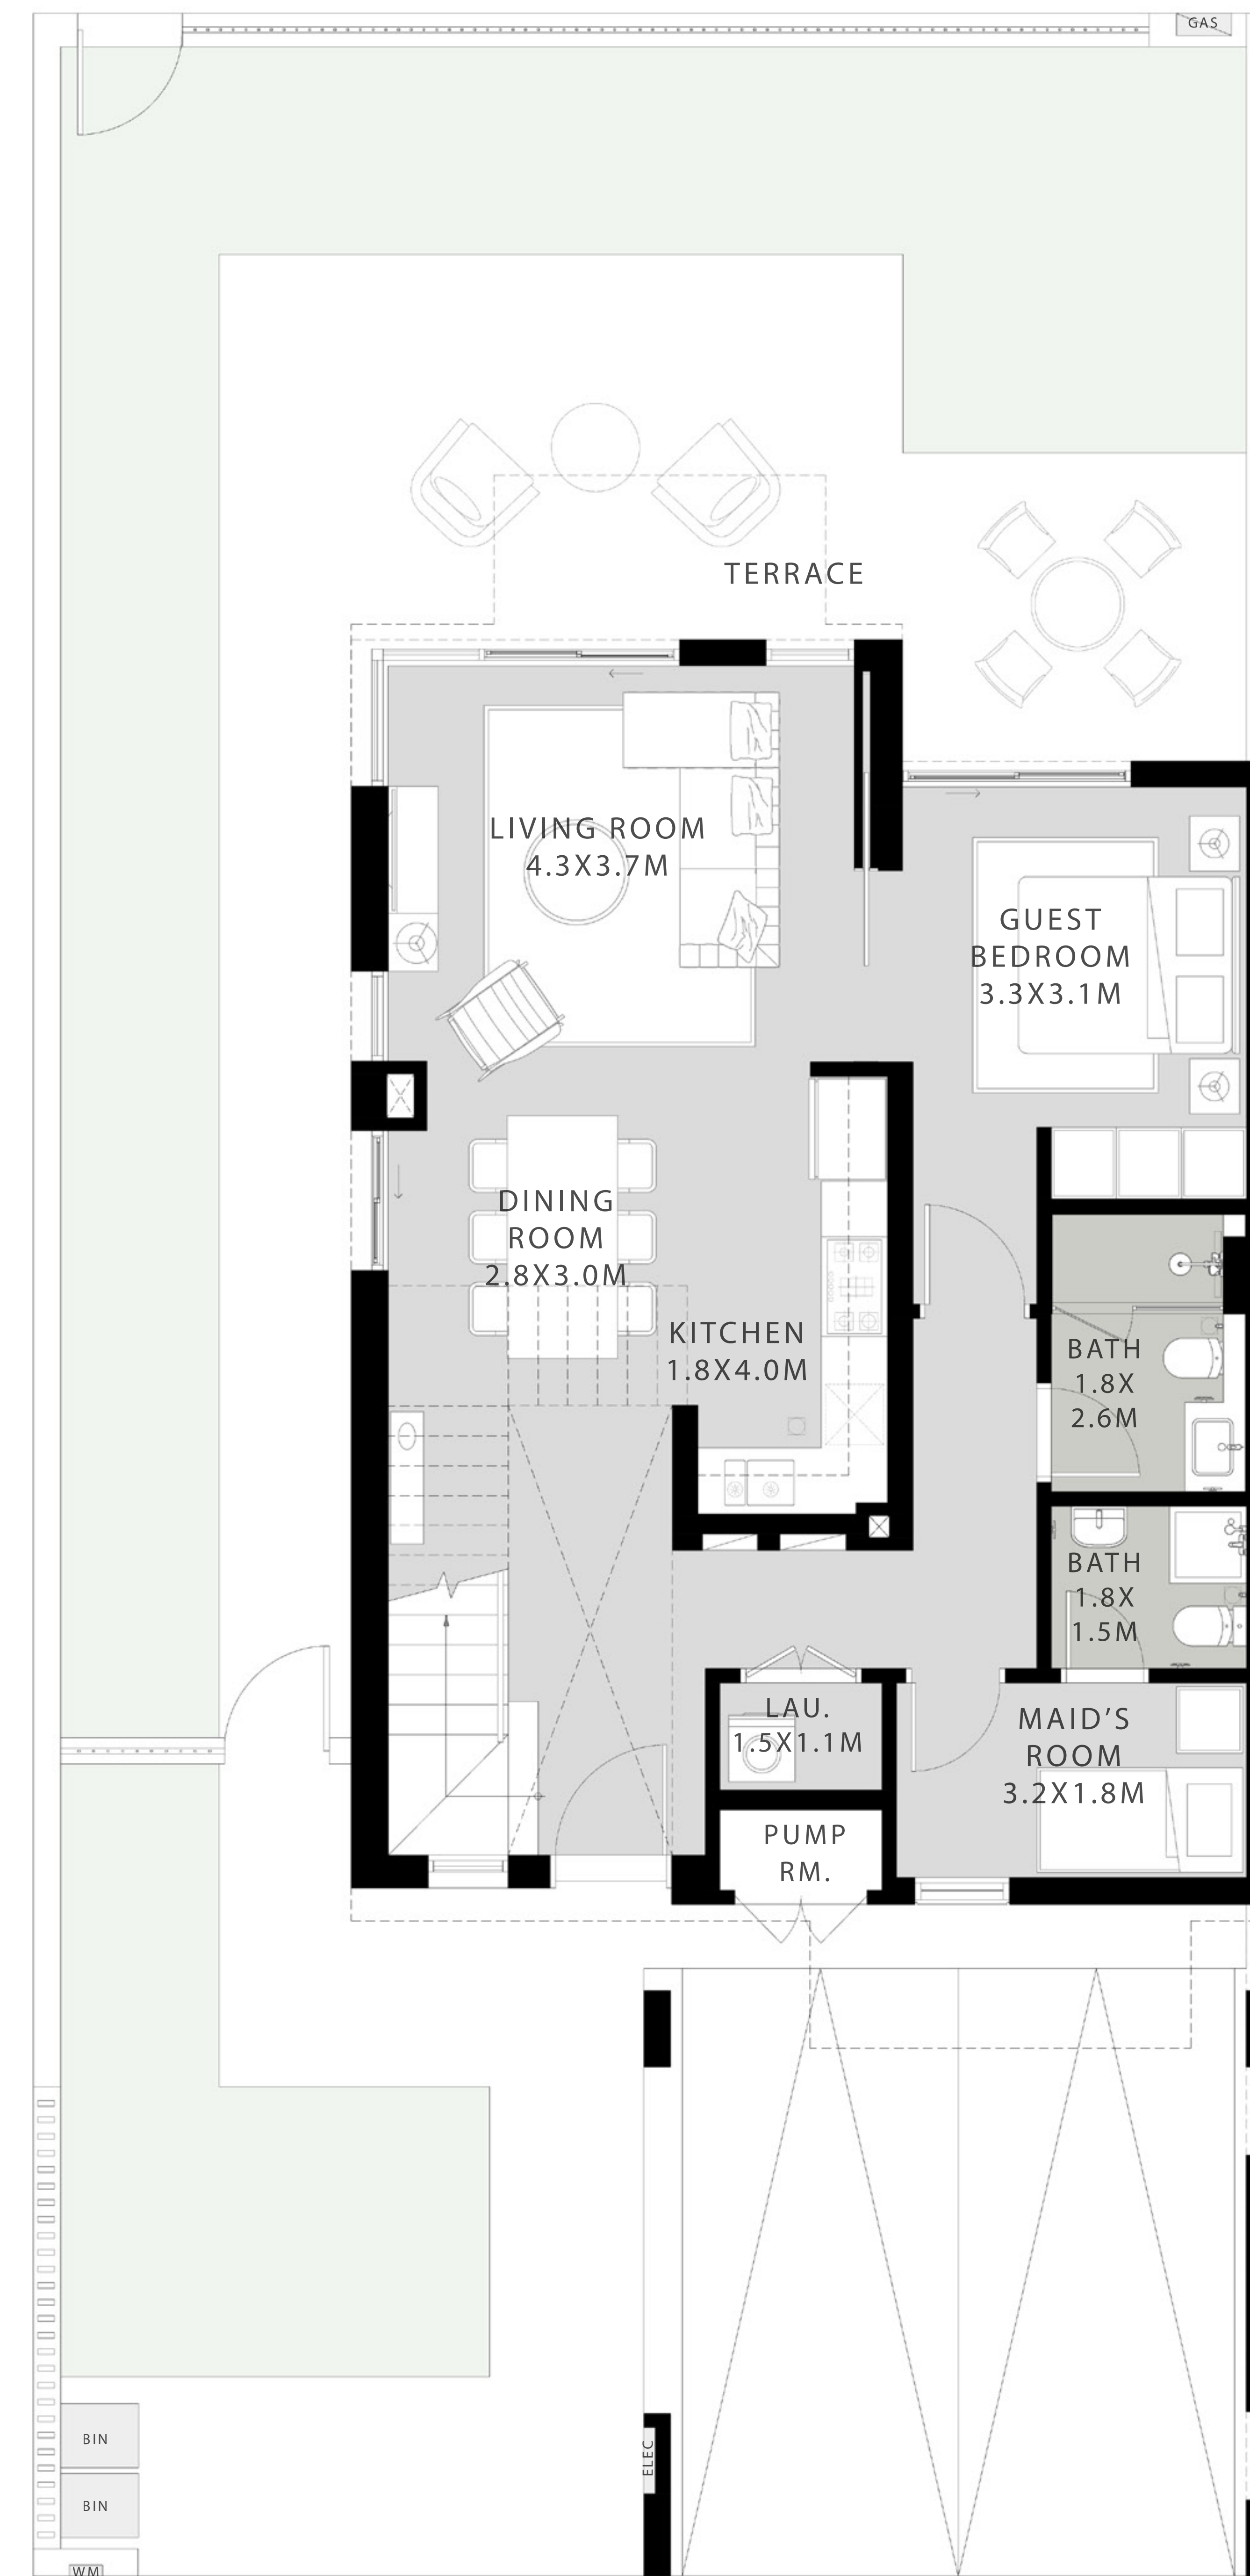 GAS
TERRACE
LIVING ROOM
4.3X3.7M
GUEST
BEDROOM
3.3X3.1M
DINING
ROOM
2.8X3.0M
KITCHEN
1.8X4.0M
BATH
1.8X
2.6M
BATH
1.8X
1.5M
LAU.
1.5X1.1M
MAID’S
ROOM
3.2X1.8M
PUMP
RM.
BIN
ELEC
BIN
WM